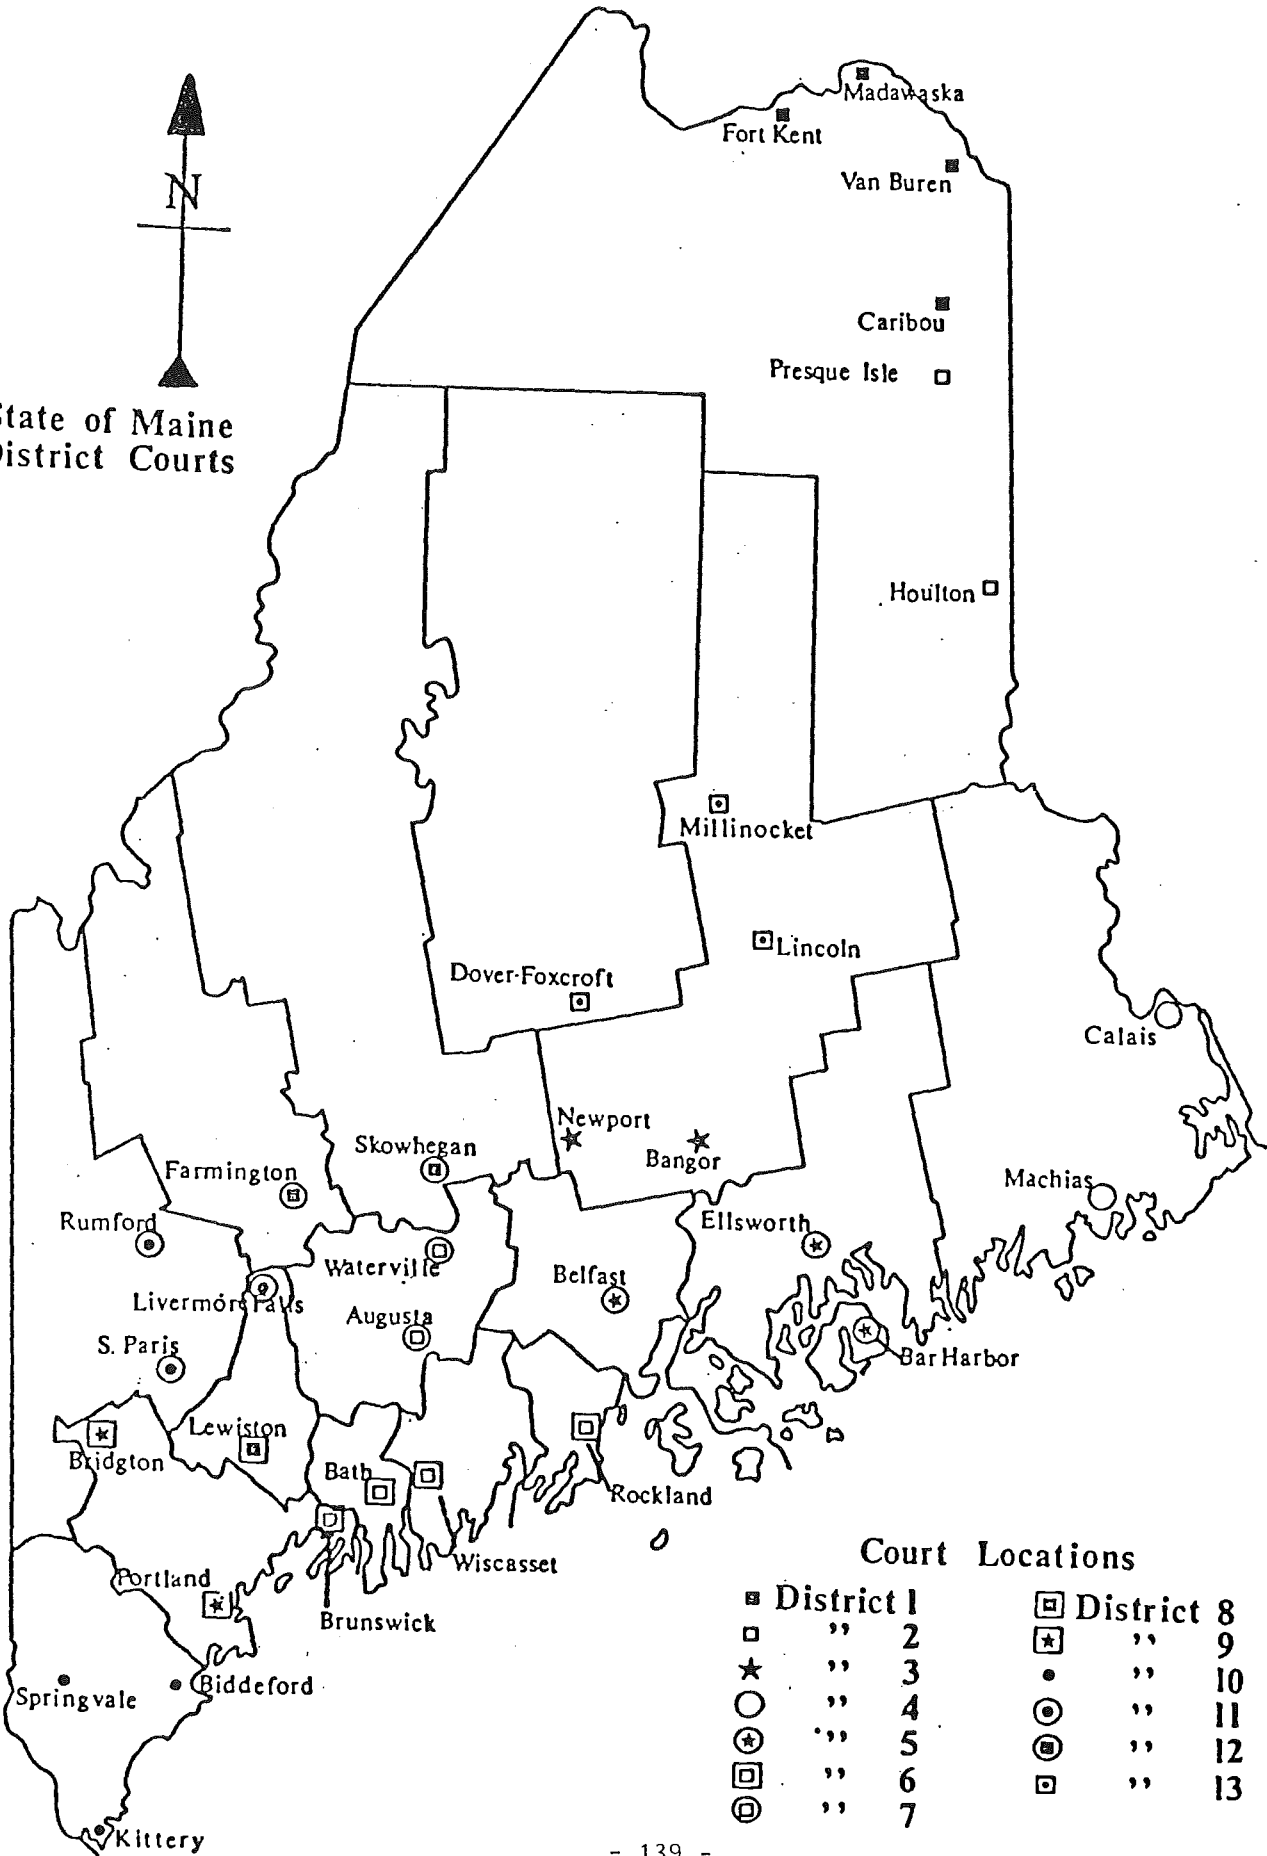 Madawaska
Fort Kent
Van Buren
N
Caribou
Presque Isle
State of Maine
District Courts
Houlton
Millinocket
Lincoln
Dover-Foxcroft
Calais
Newport
Skowhegan
Bangor
Farmington
Machias
Rumford
Ellsworth
Waterville
Belfast
Livermore Falls
Augusta
S. Paris
Bar Harbor
Lewiston
Bridgton
Bath
Rockland
Wiscasset
Portland
Brunswick
Biddeford
Springvale
Kittery
Court Locations
District 1
,, 2
,, 3
,, 4
,, 5
,, 6
,, 7
District 8
,, 9
,, 10
,, 11
,, 12
,, 13
- 139 -